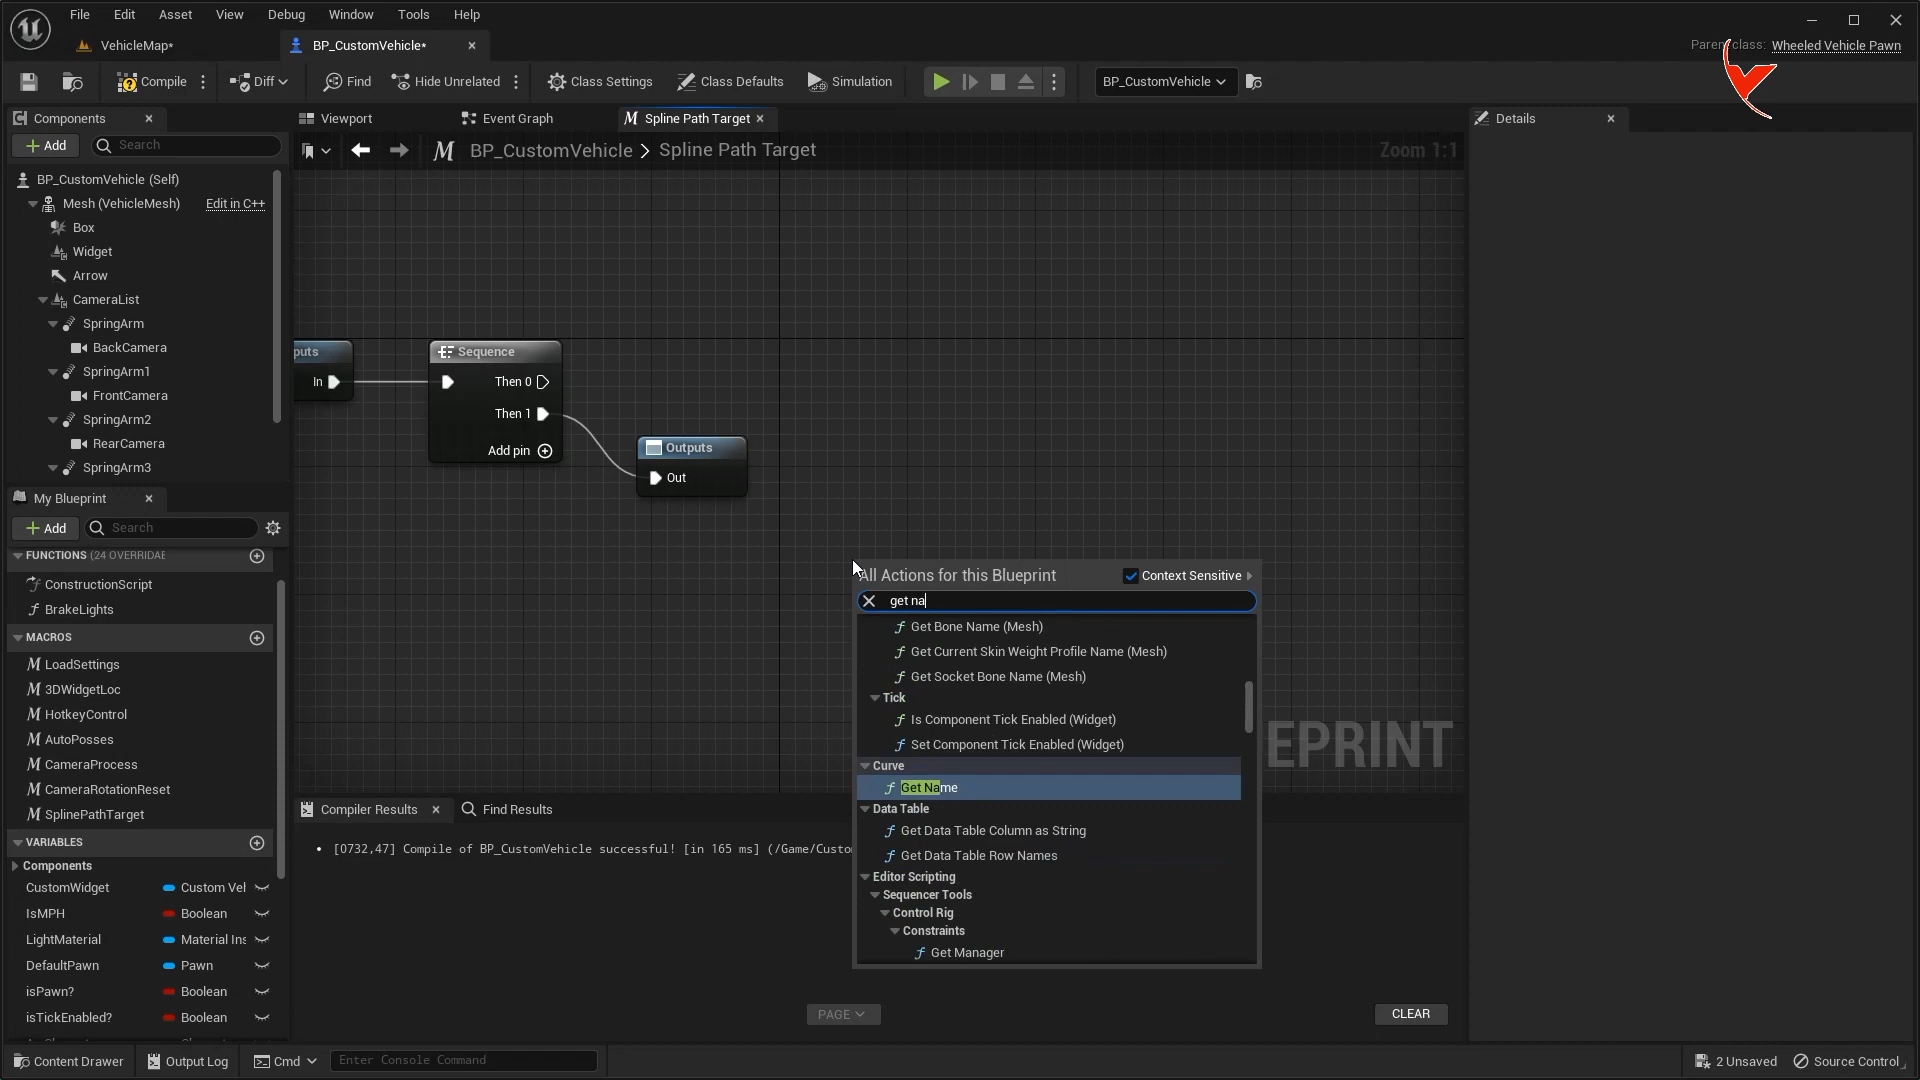 File Edit Asset View Debug Window Tools Help
VehicleMap*
BP_CustomVehicle*
Parent class: Wheeled Vehicle Pawn
Compile
Diff
Find
Hide Unrelated
Class Settings
Class Defaults
Simulation
BP_CustomVehicle
Components
Add
Search
BP_CustomVehicle (Self)
Mesh (VehicleMesh) Edit in C++
Box
Widget
Arrow
CameraList
SpringArm
BackCamera
SpringArm1
FrontCamera
SpringArm2
RearCamera
SpringArm3
My Blueprint
Add
Search
FUNCTIONS (24 OVERRIDAE
ConstructionScript
BrakeLights
MACROS
LoadSettings
3DWidgetLoc
HotkeyControl
AutoPosses
CameraProcess
CameraRotationReset
SplinePathTarget
VARIABLES
Components
CustomWidget Custom Vel
IsMPH Boolean
LightMaterial Material Ins
DefaultPawn Pawn
isPawn? Boolean
isTickEnabled? Boolean
Viewport
Event Graph
Spline Path Target
BP_CustomVehicle > Spline Path Target
Zoom 1:1
puts
In
Sequence
Then 0
Then 1
Add pin
Outputs
Out
EPRINT
All Actions for this Blueprint
Context Sensitive
get na
Get Bone Name (Mesh)
Get Current Skin Weight Profile Name (Mesh)
Get Socket Bone Name (Mesh)
Tick
Is Component Tick Enabled (Widget)
Set Component Tick Enabled (Widget)
Curve
Get Name
Data Table
Get Data Table Column as String
Get Data Table Row Names
Editor Scripting
Sequencer Tools
Control Rig
Constraints
Get Manager
Compiler Results
Find Results
[0732,47] Compile of BP_CustomVehicle successful! [in 165 ms] (/Game/Custo
PAGE
CLEAR
Details
Content Drawer
Output Log
Cmd
Enter Console Command
2 Unsaved
Source Control